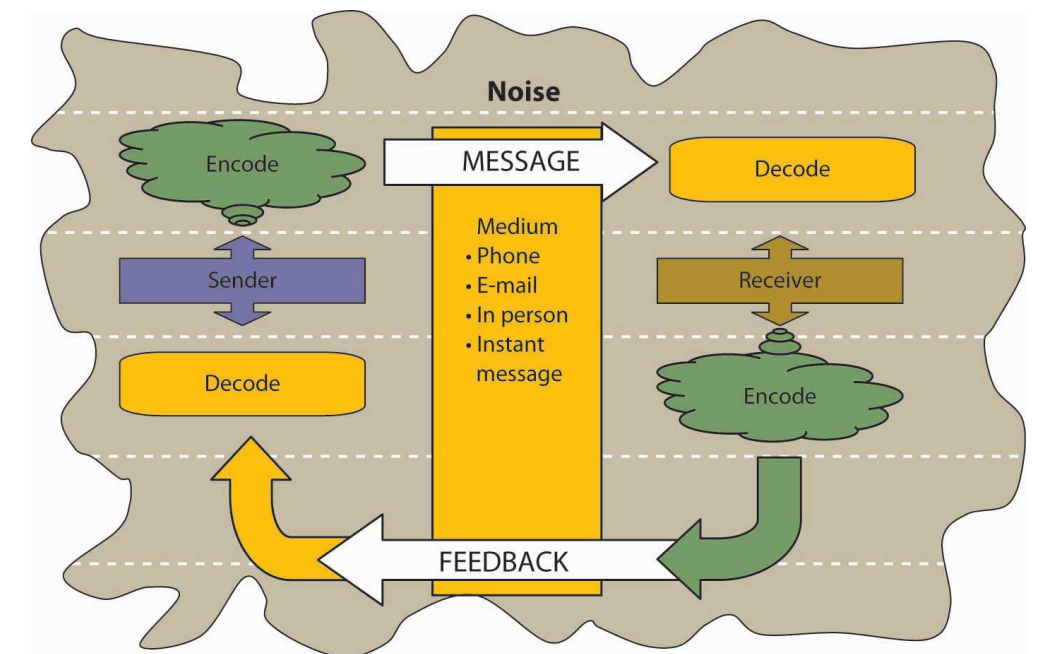 Noise
Encode
MESSAGE
Decode
Medium
• Phone
• E-mail
• In person
• Instant
message
Sender
Receiver
Decode
Encode
FEEDBACK